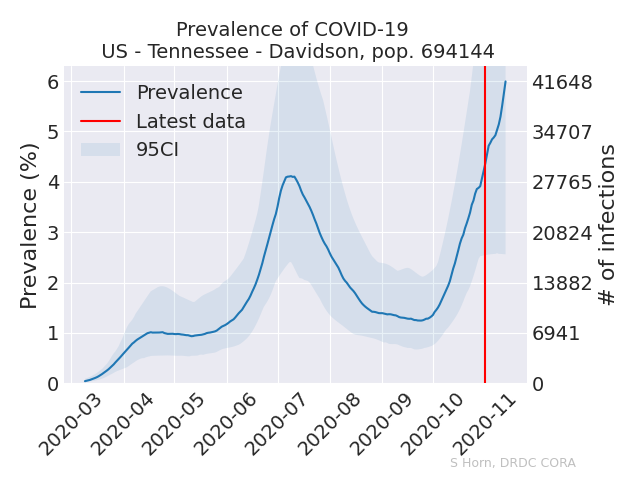 Prevalence of COVID-19
US - Tennessee - Davidson, pop. 694144
Prevalence
Latest data
95CI
Prevalence (%)
6
5
4
3
2
1
0
41648
34707
27765
20824
13882
6941
0
# of infections
2020-03
2020-04
2020-05
2020-06
2020-07
2020-08
2020-09
2020-10
2020-11
S Horn, DRDC CORA